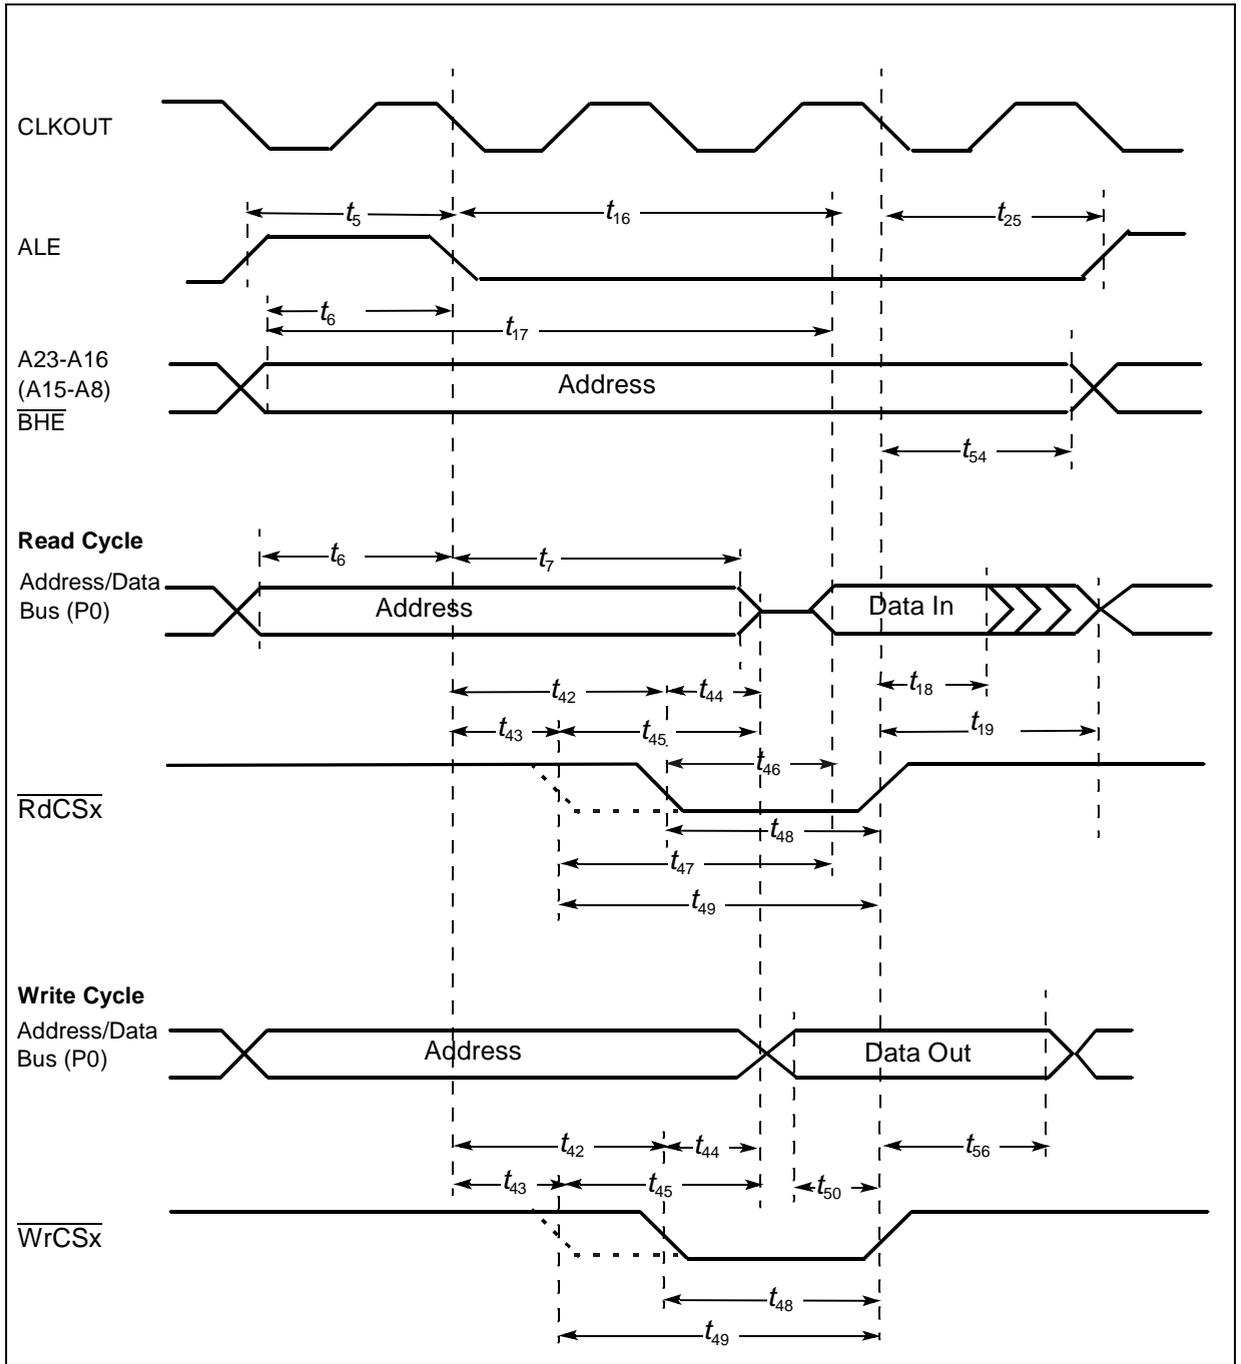 CLKOUT
t5
t16
t25
ALE
t6
t17
A23-A16
(A15-A8)
BHE
Address
t54
Read Cycle
t6
t7
Address/Data
Bus (P0)
Address
Data In
t42
t44
t18
t43
t45
t19
t46
RdCSx
t48
t47
t49
Write Cycle
Address/Data
Bus (P0)
Address
Data Out
t42
t44
t56
t43
t45
t50
WrCSx
t48
t49